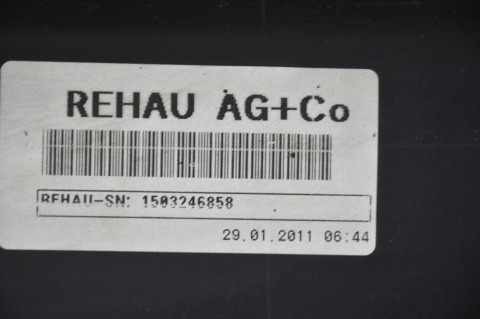 REHAU AG+Co
REHAU-SN: 1503246858
29.01.2011 06:44